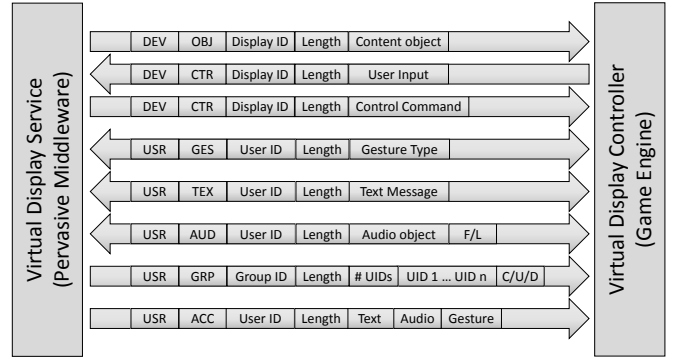 Virtual Display Service
(Pervasive Middleware)
DEV OBJ Display ID Length Content object
DEV CTR Display ID Length User Input
DEV CTR Display ID Length Control Command
USR GES User ID Length Gesture Type
USR TEX User ID Length Text Message
USR AUD User ID Length Audio object F/L
USR GRP Group ID Length # UIDs UID 1 ... UID n C/U/D
USR ACC User ID Length Text Audio Gesture
Virtual Display Controller
(Game Engine)